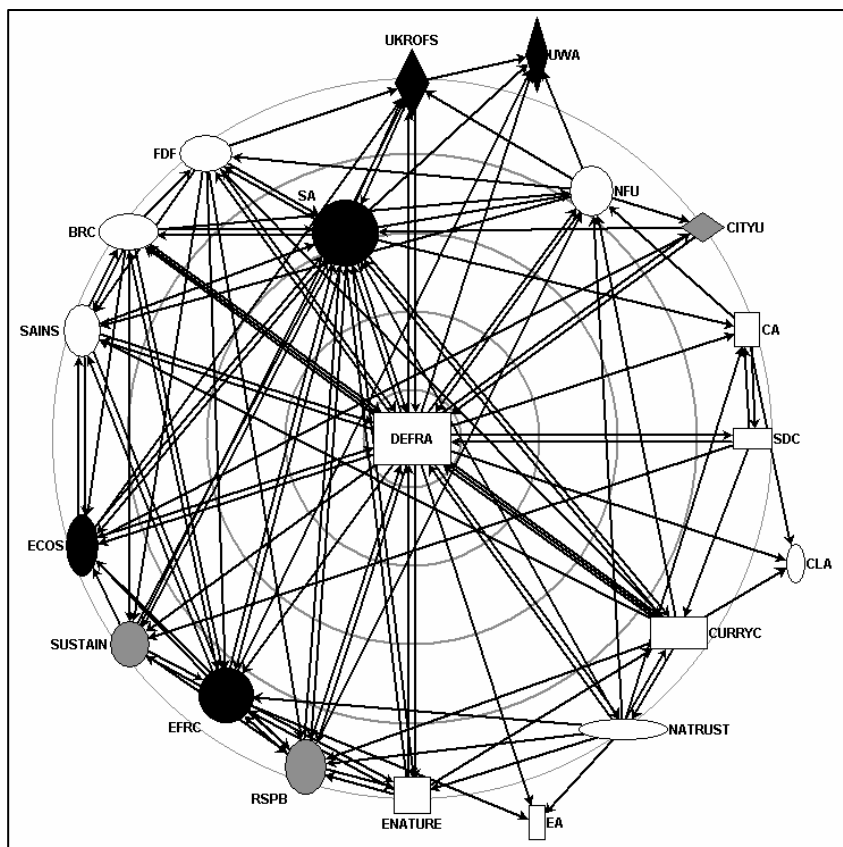 UKROFS
UWA
FDF
SA
NFU
BRC
CITYU
SAINS
CA
DEFRA
SDC
ECOS
CLA
SUSTAIN
CURRYC
EFRC
NATRUST
RSPB
ENATURE
EA